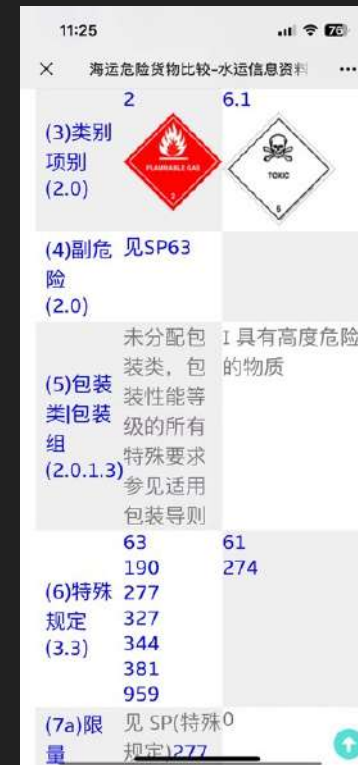 11:25
76
× 海运危险货物比较-水运信息资料 •••
2 6.1
(3)类别
项别
(2.0)
FLAMMABLE GAS
2
TOXIC
6
(4)副危 见SP63
险
(2.0)
未分配包 I 具有高度危险
装类，包 的物质
(5)包装 装性能等
类|包装 级的所有
组 特殊要求
(2.0.1.3) 参见适用
包装导则
63 61
190 274
(6)特殊 277
规定 327
(3.3) 344
381
959
(7a)限 见 SP(特殊 0
量 规定)277